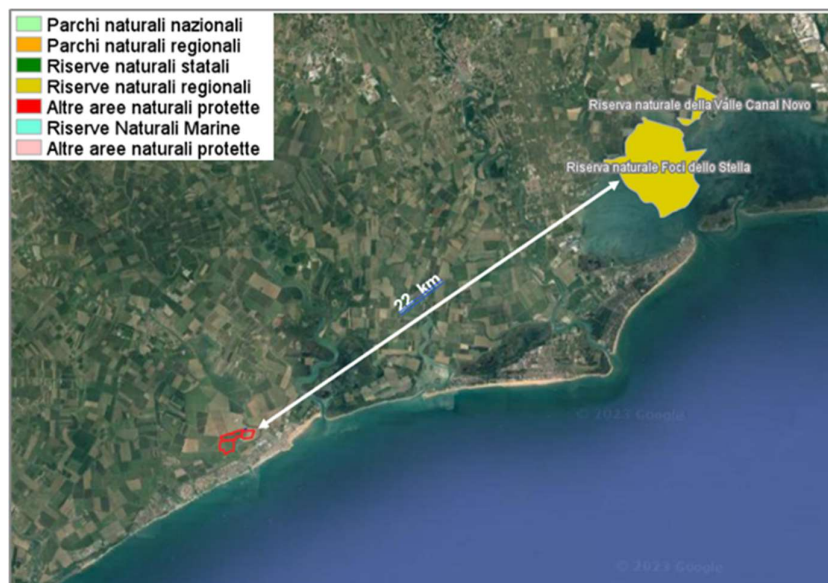 Parchi naturali nazionali
Parchi naturali regionali
Riserve naturali statali
Riserve naturali regionali
Altre aree naturali protette
Riserve Naturali Marine
Altre aree naturali protette
Riserva naturale della Valle Canal Novo
Riserva naturale Foci dello Stella
22 km
© 2023 Google
© 2023 Google